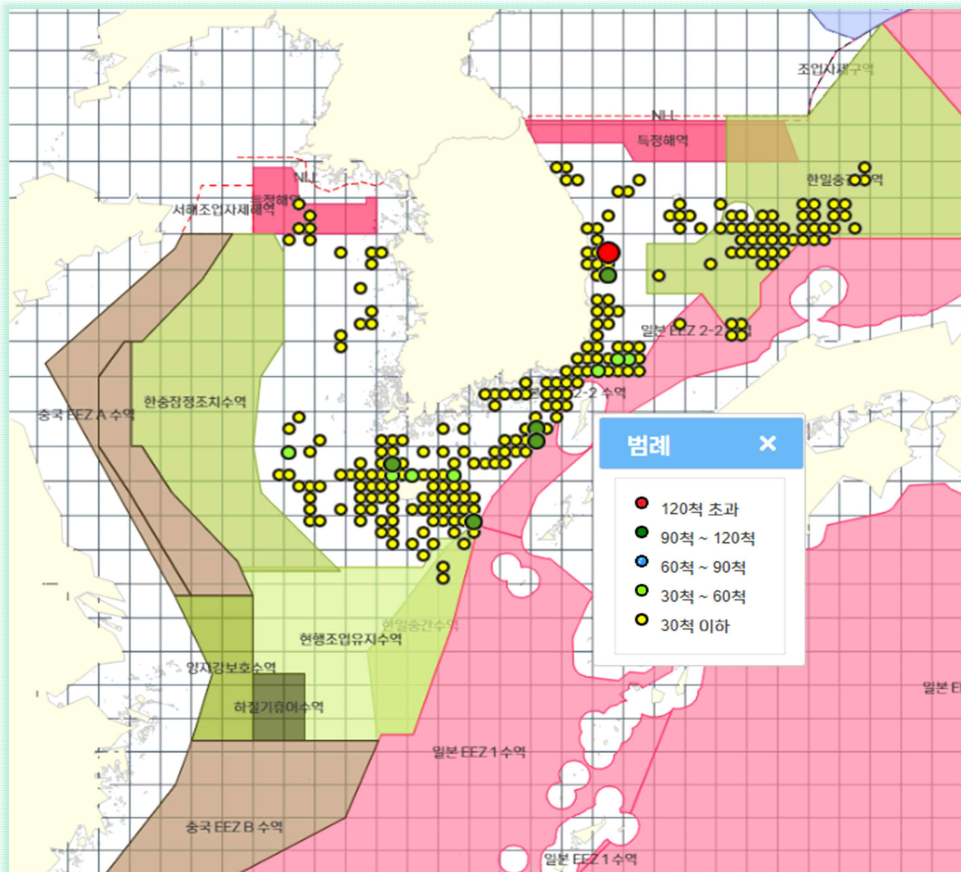 조업자제구역
NLL
특정해역
NLL
한일중간수역
특정해역
서해조업자제해역
일본 EEZ 2-2
2-2 수역
한중잠정조치수역
중국 EEZ A 수역
범례
120척 초과
90척 ~ 120척
60척 ~ 90척
30척 ~ 60척
30척 이하
한일중간수역
현행조업유지수역
양자강보호수역
일본 E
하절기휴어수역
일본 EEZ 1 수역
중국 EEZ B 수역
일본 EEZ 1 수역